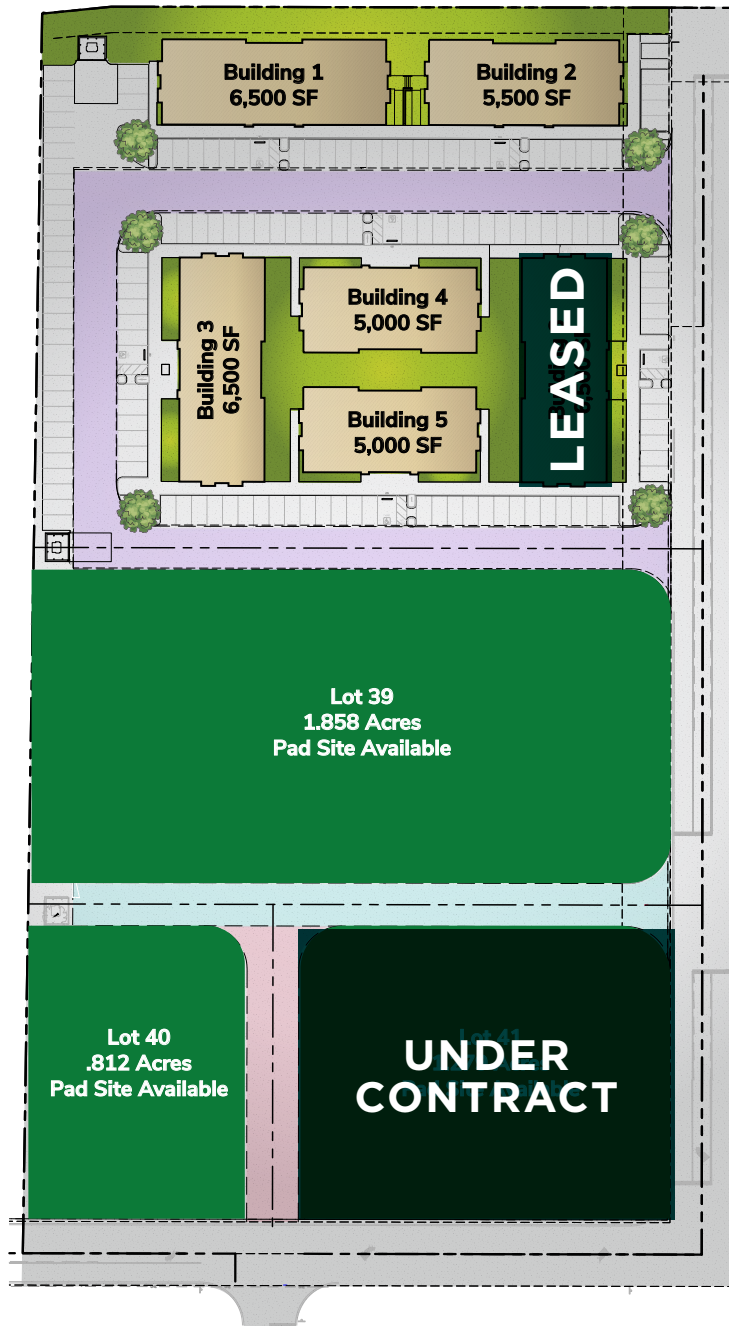 Building 1
6,500 SF
Building 2
5,500 SF
Building 3
6,500 SF
Building 4
5,000 SF
Building 5
5,000 SF
LEASED
Lot 39
1.858 Acres
Pad Site Available
Lot 40
.812 Acres
Pad Site Available
Lot 41
UNDER
CONTRACT